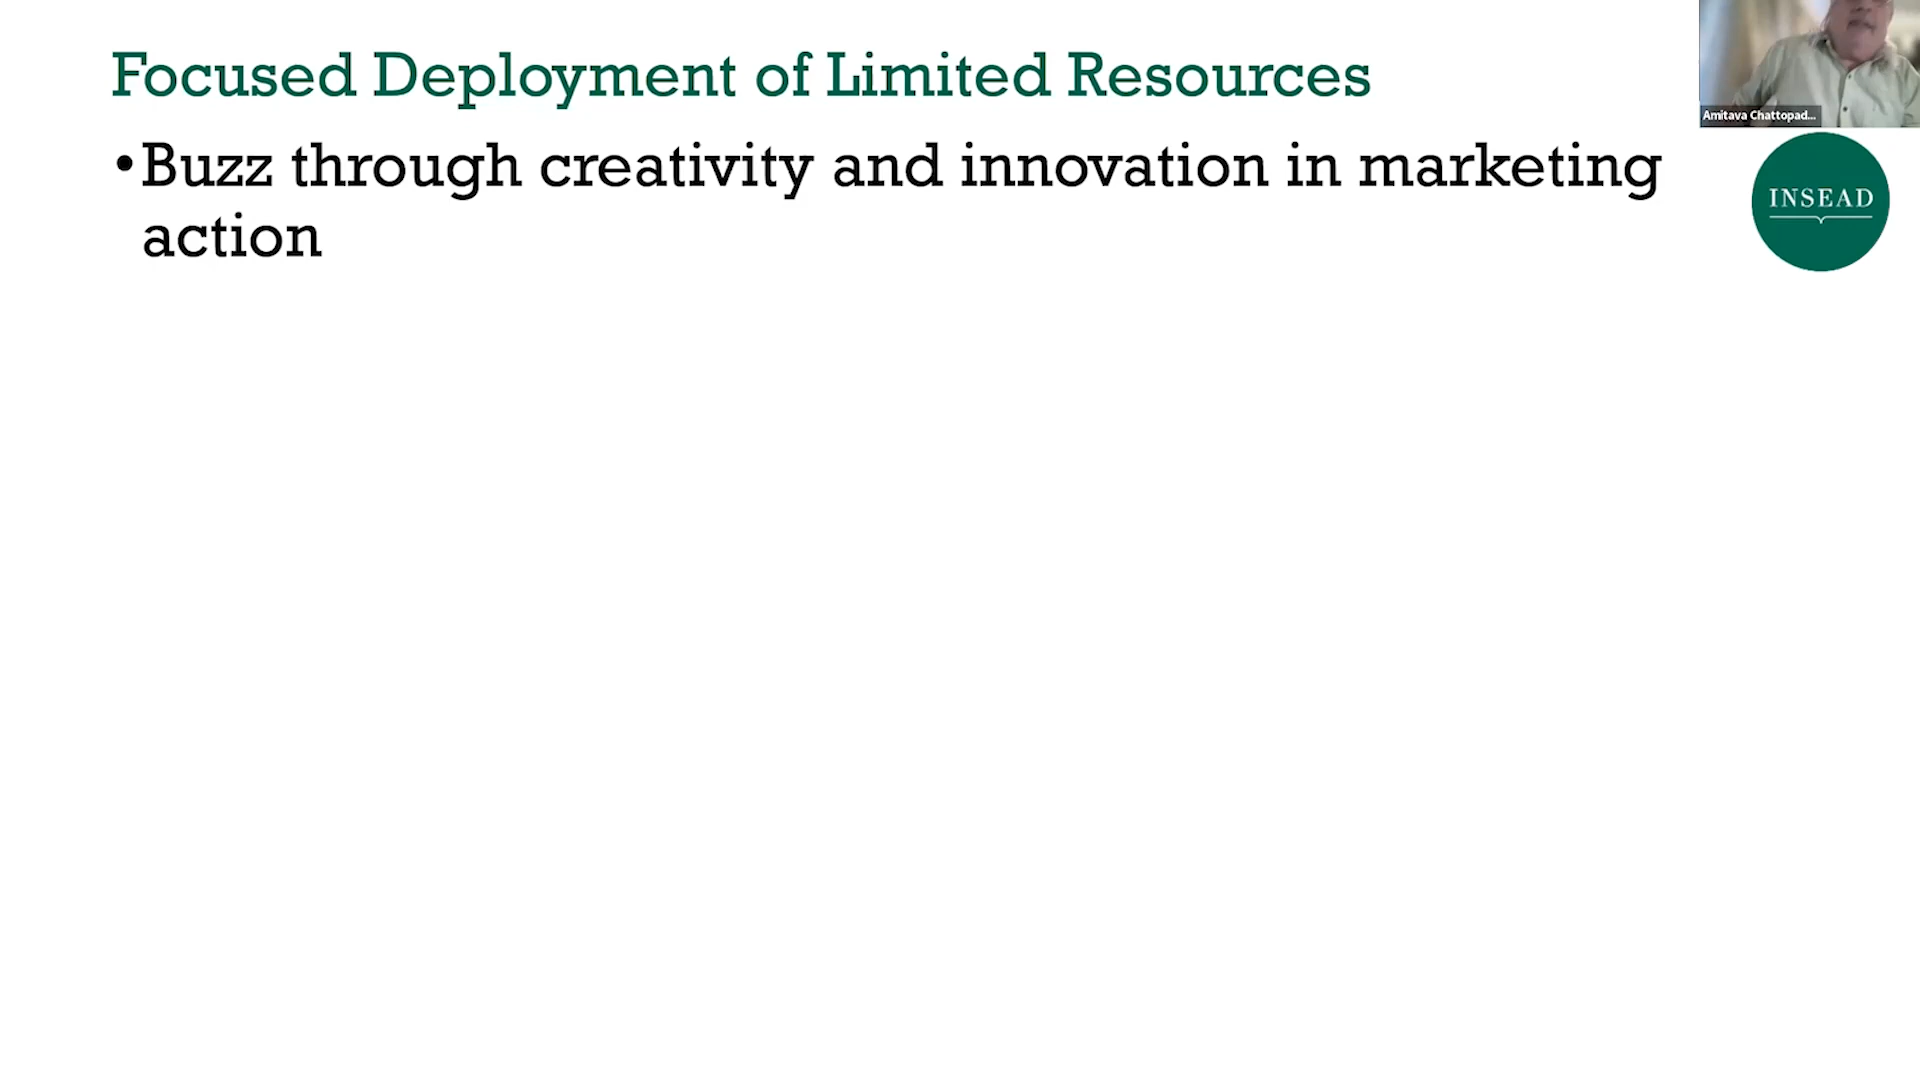 Focused Deployment of Limited Resources
•Buzz through creativity and innovation in marketing
action
Amitava Chattopad...
INSEAD